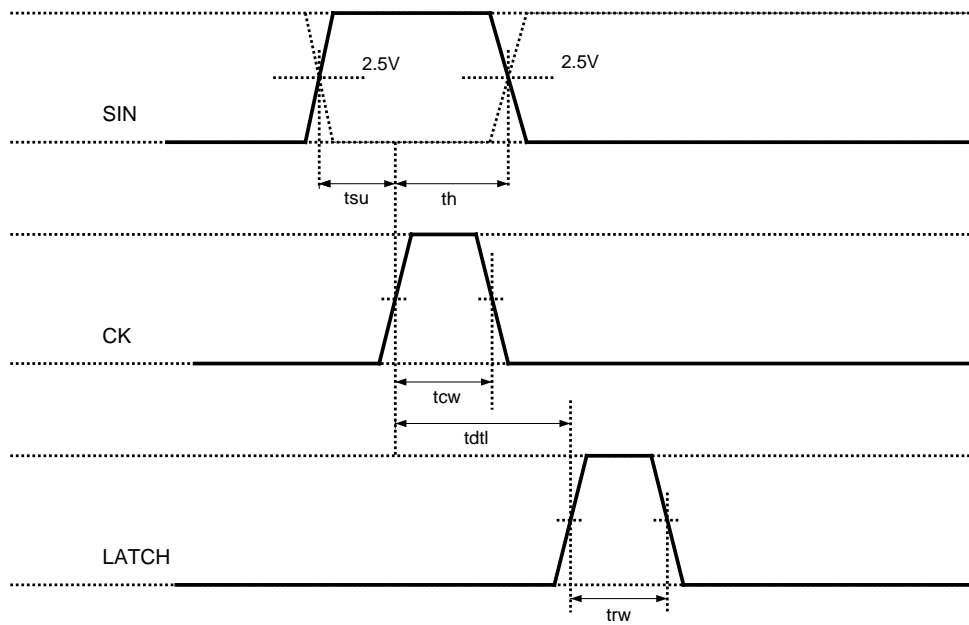 2.5V
2.5V
SIN
tsu
th
CK
tcw
tdtl
LATCH
trw